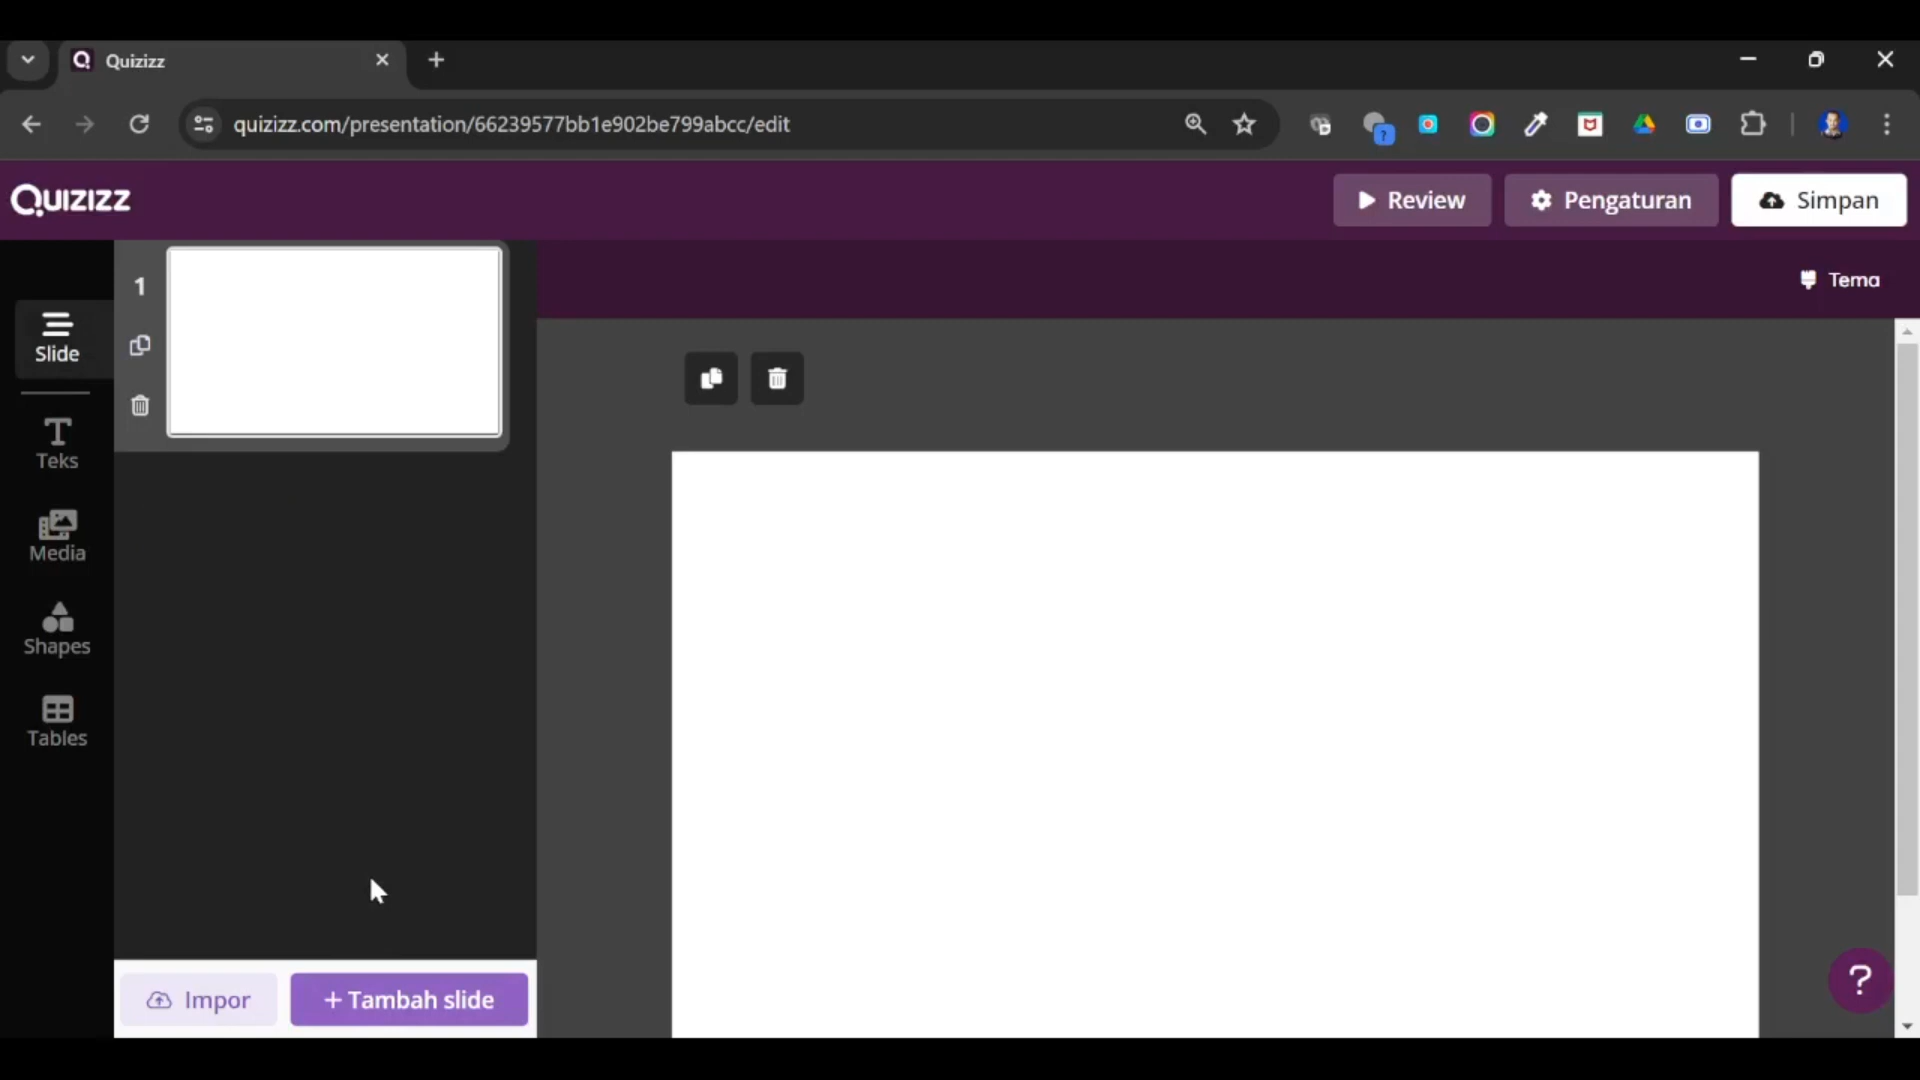 Quizizz
quizizz.com/presentation/66239577bb1e902be799abcc/edit
QUIZIZZ
Review
Pengaturan
Simpan
Tema
1
Slide
Teks
Media
Shapes
Tables
Impor
+ Tambah slide
?